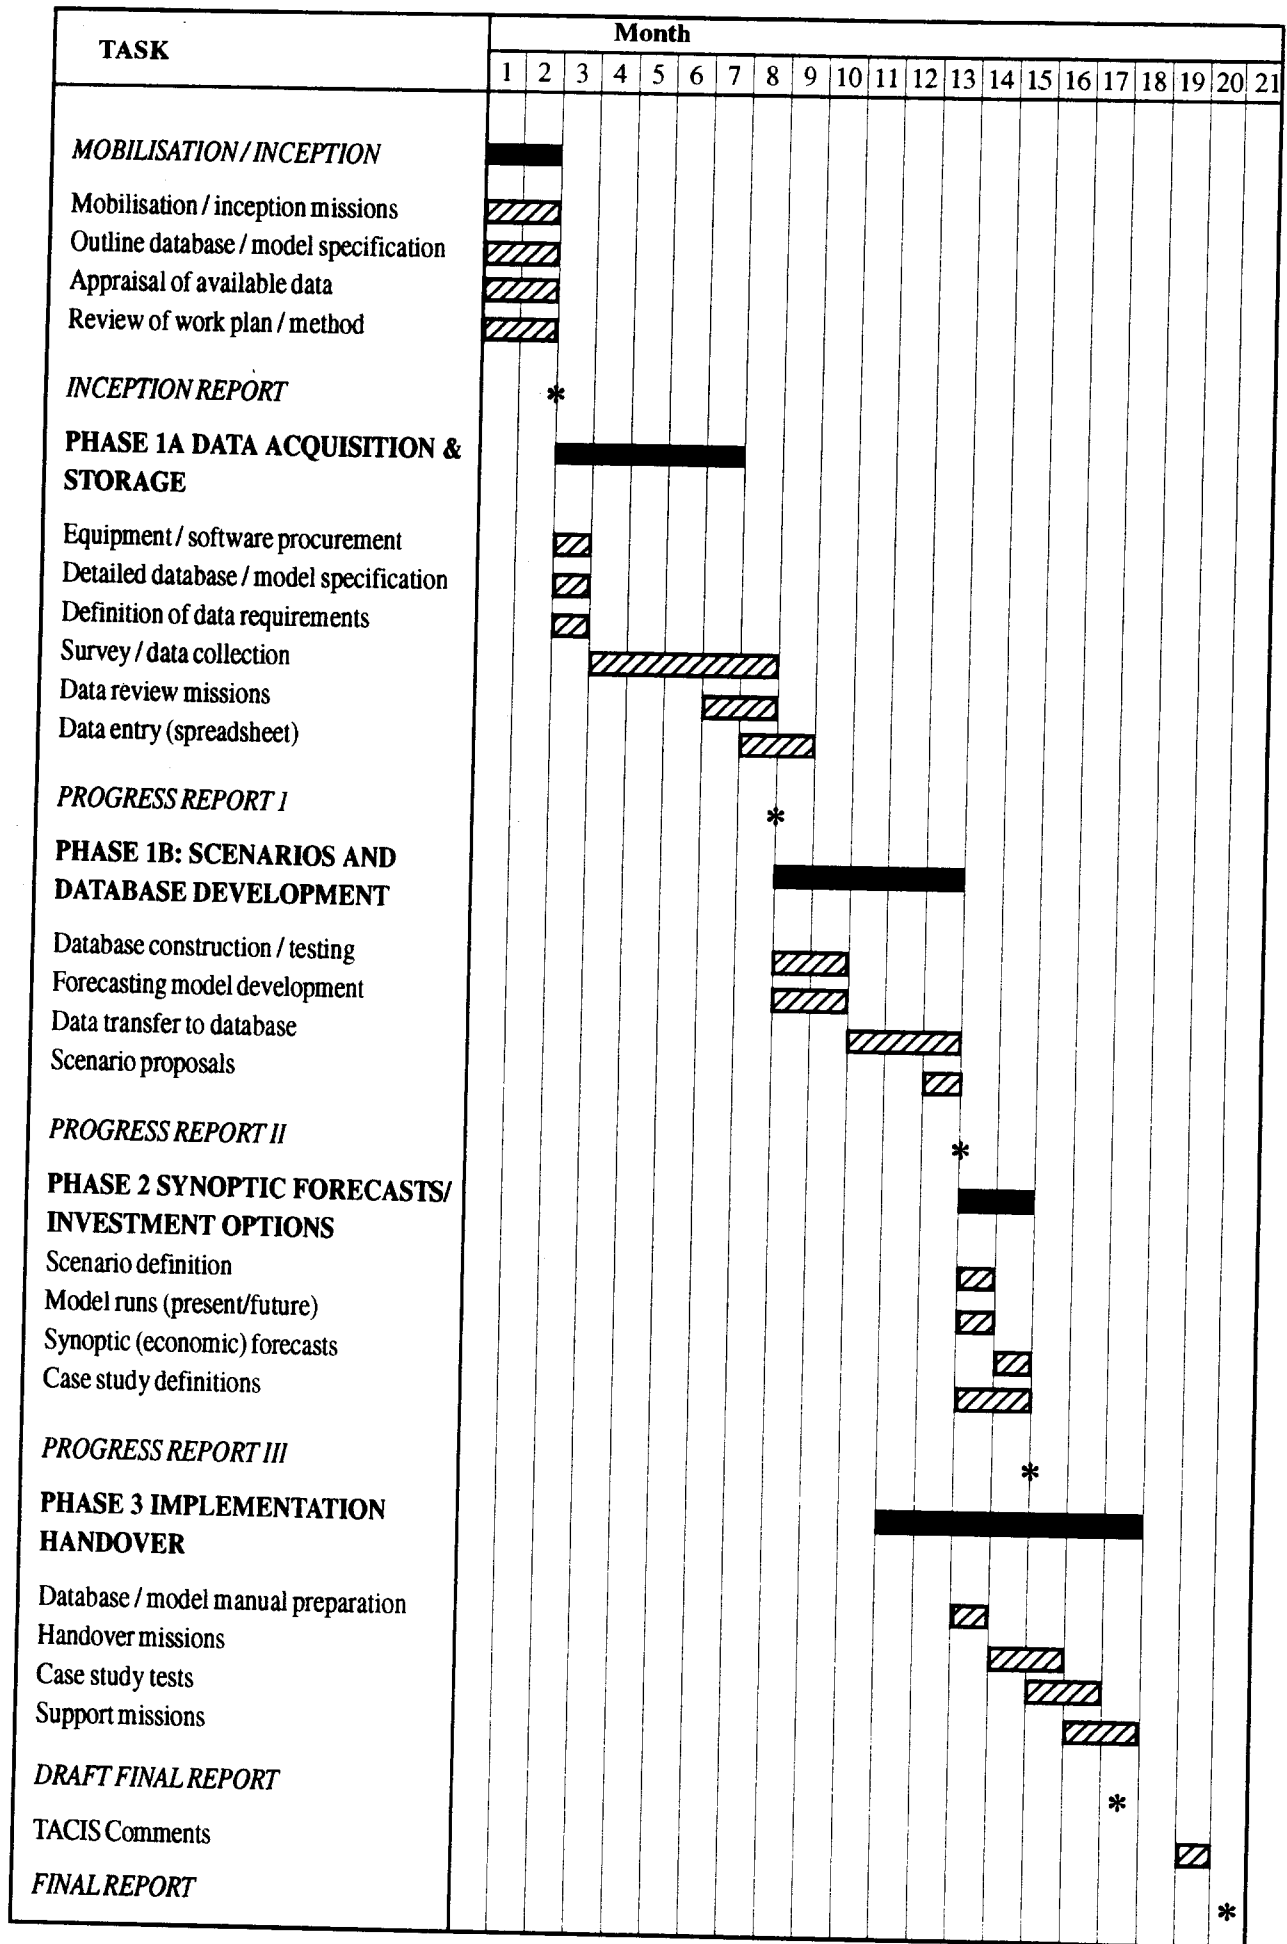 TASK
Month
1 2 3 4 5 6 7 8 9 10 11 12 13 14 15 16 17 18 19 20 21
MOBILISATION / INCEPTION
Mobilisation / inception missions
Outline database / model specification
Appraisal of available data
Review of work plan / method
INCEPTION REPORT *
PHASE 1A DATA ACQUISITION &
STORAGE
Equipment / software procurement
Detailed database / model specification
Definition of data requirements
Survey / data collection
Data review missions
Data entry (spreadsheet)
PROGRESS REPORT I *
PHASE 1B: SCENARIOS AND
DATABASE DEVELOPMENT
Database construction / testing
Forecasting model development
Data transfer to database
Scenario proposals
PROGRESS REPORT II *
PHASE 2 SYNOPTIC FORECASTS/
INVESTMENT OPTIONS
Scenario definition
Model runs (present/future)
Synoptic (economic) forecasts
Case study definitions
PROGRESS REPORT III *
PHASE 3 IMPLEMENTATION
HANDOVER
Database / model manual preparation
Handover missions
Case study tests
Support missions
DRAFT FINAL REPORT *
TACIS Comments
FINAL REPORT *